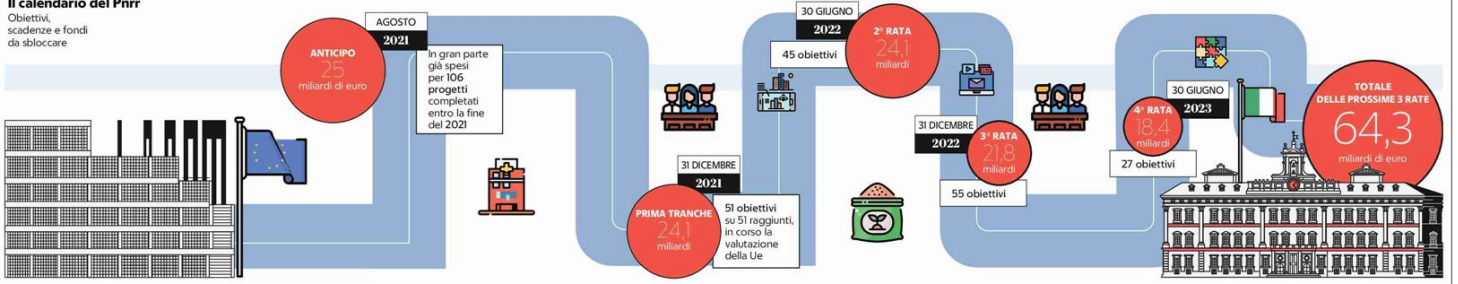 Il calendario del Pnrr
Obiettivi,
scadenze e fondi
da sbloccare
ANTICIPO
25
miliardi di euro
AGOSTO
2021
In gran parte
già spesi
per 106
progetti
completati
entro la fine
del 2021
PRIMA TRANCHE
24,1
miliardi
31 DICEMBRE
2021
51 obiettivi
su 51 raggiunti,
in corso la
valutazione
della Ue
30 GIUGNO
2022
45 obiettivi
2ª RATA
24,1
miliardi
31 DICEMBRE
2022
3ª RATA
21,8
miliardi
55 obiettivi
4ª RATA
18,4
miliardi
30 GIUGNO
2023
27 obiettivi
TOTALE
DELLE PROSSIME 3 RATE
64,3
miliardi di euro